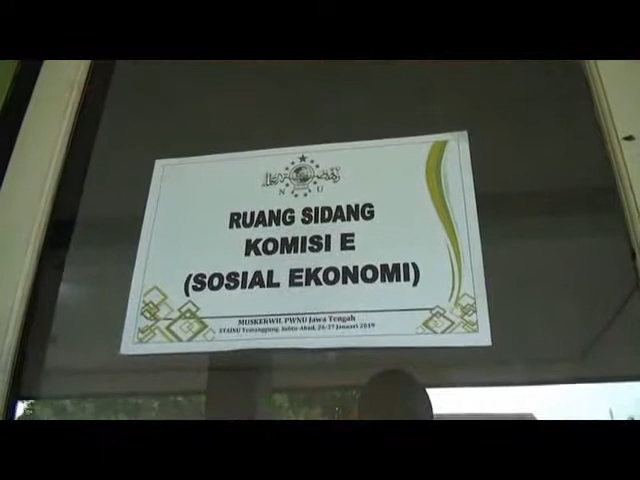 N U
RUANG SIDANG
KOMISI E
(SOSIAL EKONOMI)
MUSKERWIL PWNU Jawa Tengah
STAINU Temanggung, Sabtu-Ahad, 26-27 Januari 2019